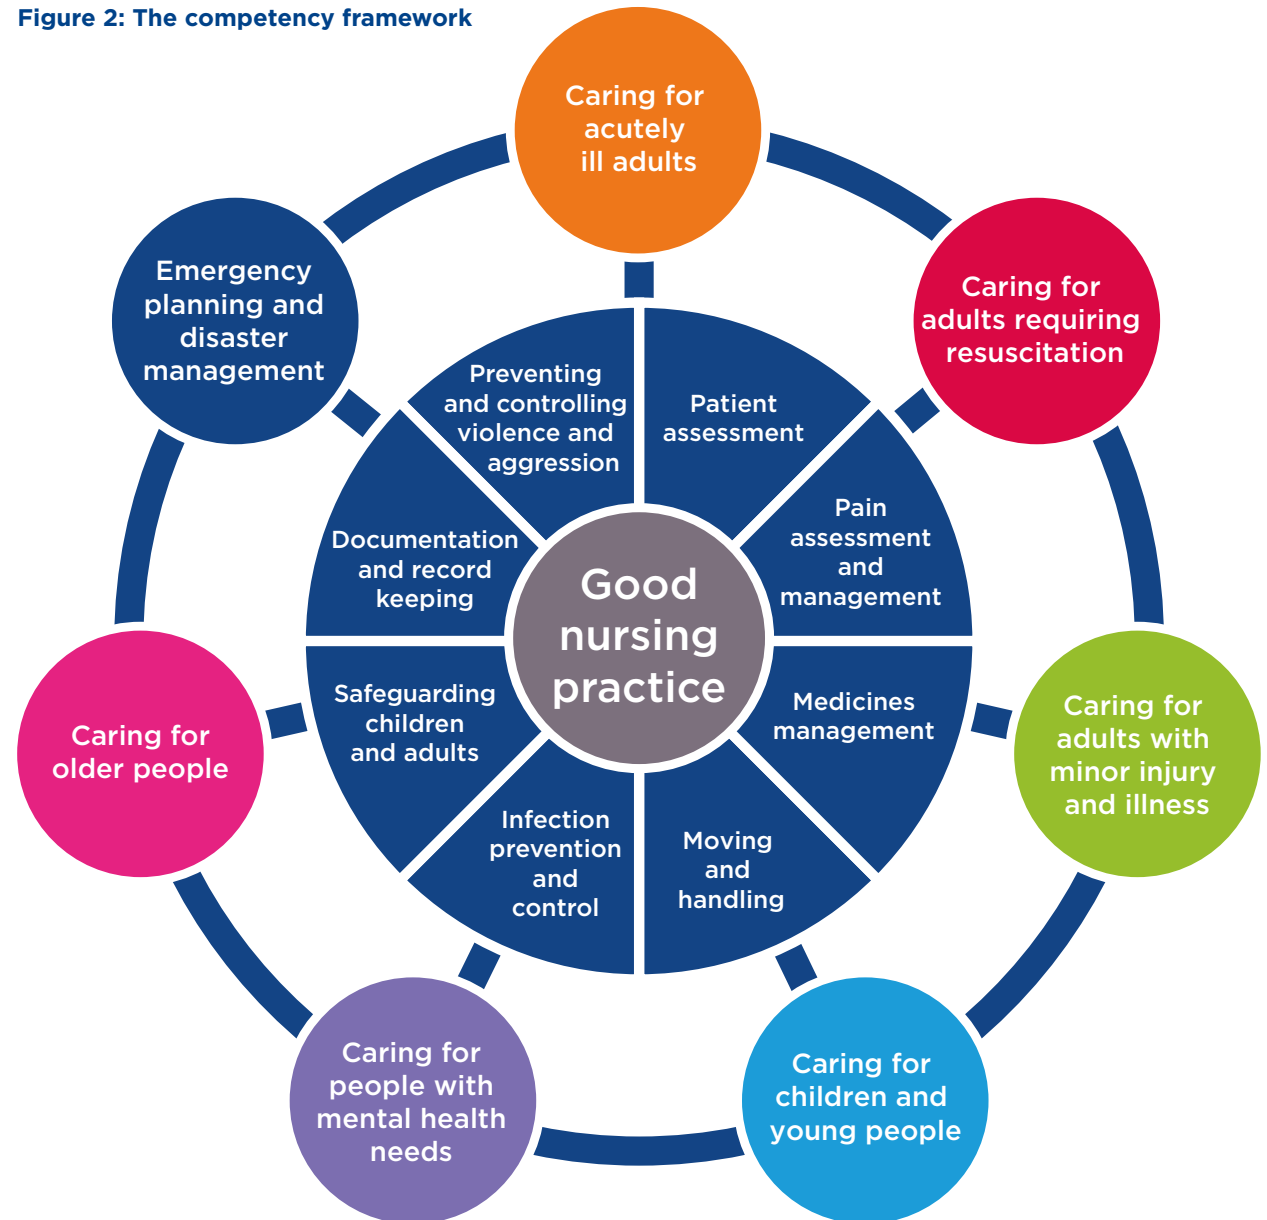 Figure 2: The competency framework
Caring for
acutely
ill adults
Caring for
adults requiring
resuscitation
Caring for
adults with
minor injury
and illness
Caring for
children and
young people
Caring for
people with
mental health
needs
Caring for
older people
Emergency
planning and
disaster
management
Patient
assessment
Pain
assessment
and
management
Medicines
management
Moving
and
handling
Infection
prevention
and
control
Safeguarding
children
and adults
Documentation
and record
keeping
Preventing
and controlling
violence and
aggression
Good
nursing
practice